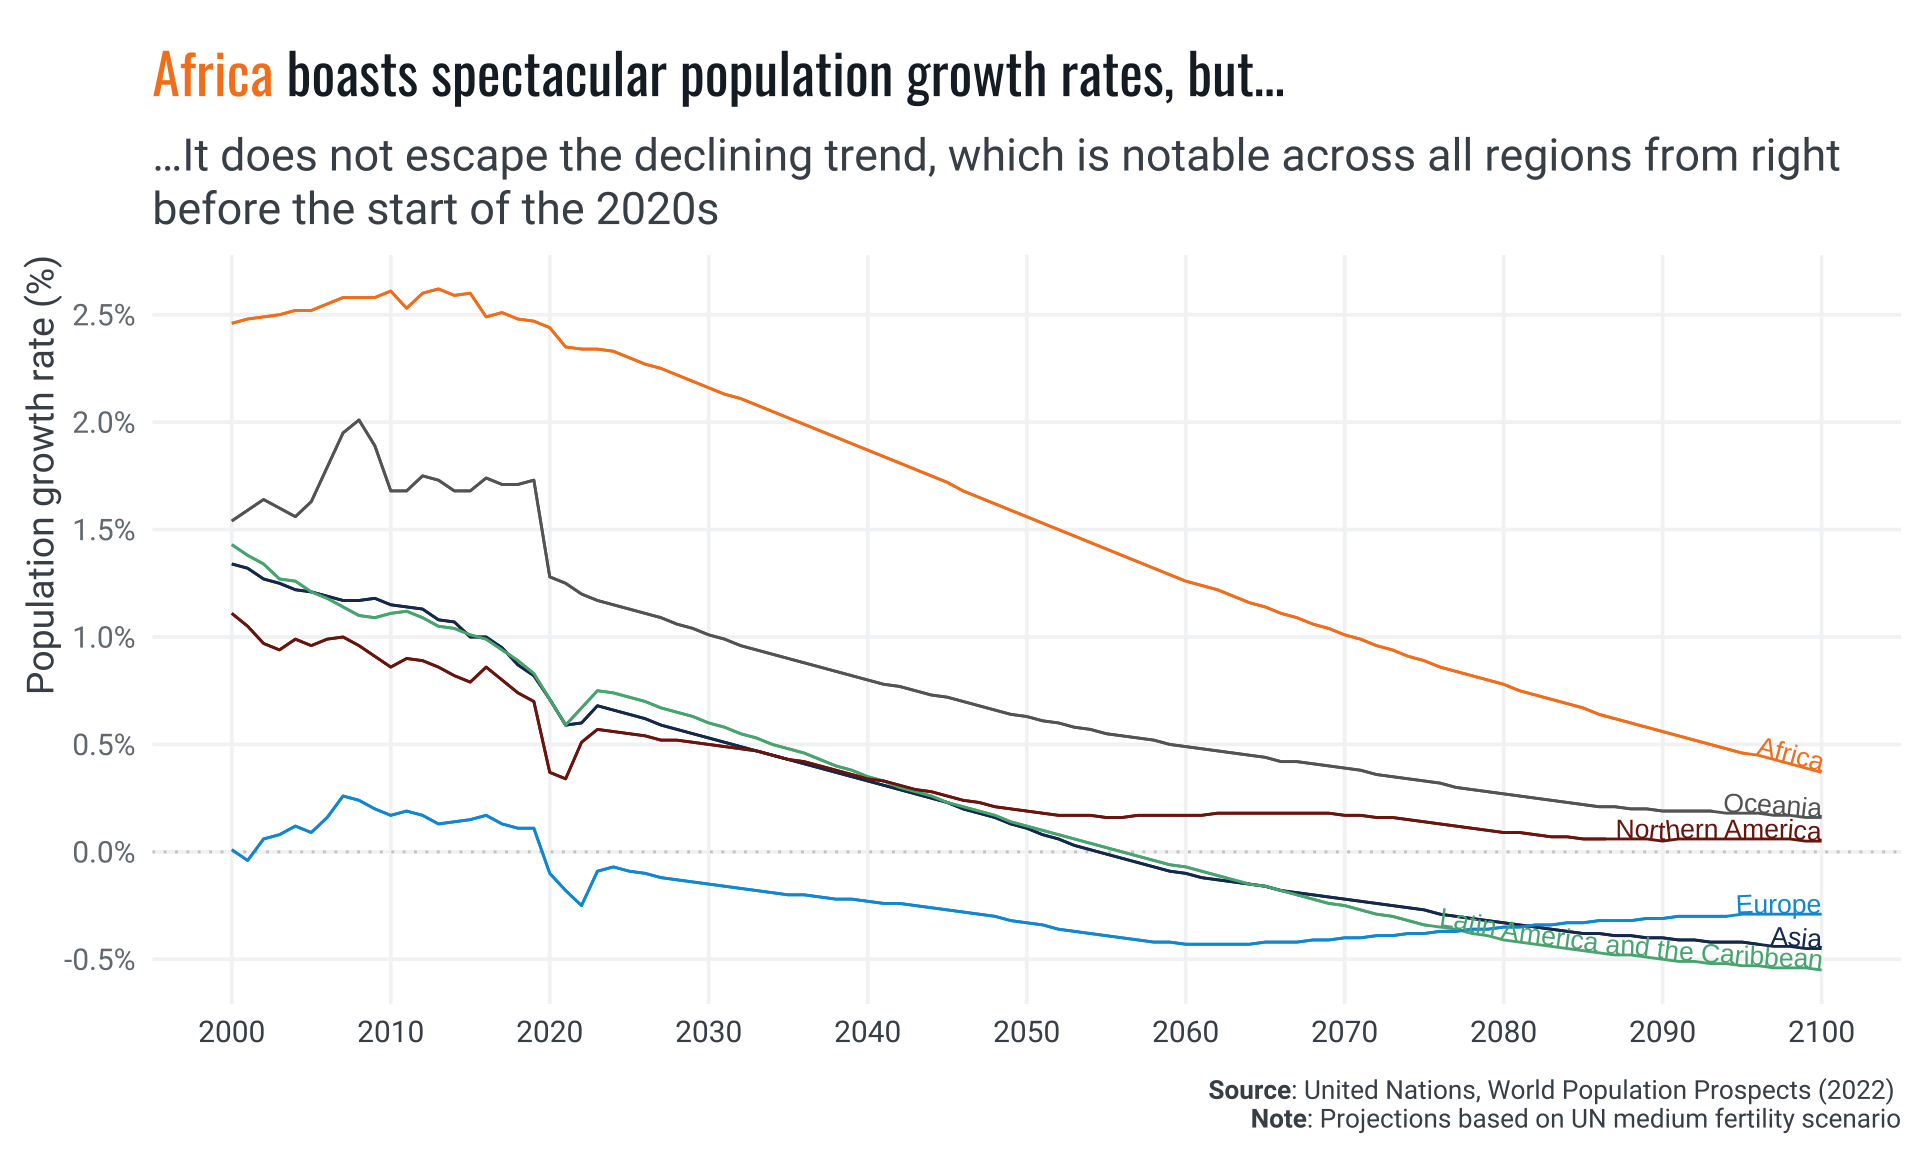 Africa boasts spectacular population growth rates, but...
...It does not escape the declining trend, which is notable across all regions from right
before the start of the 2020s
Population growth rate (%)
2.5%
2.0%
1.5%
1.0%
0.5%
0.0%
-0.5%
Africa
Oceania
Northern America
Europe
Asia
Latin America and the Caribbean
2000 2010 2020 2030 2040 2050 2060 2070 2080 2090 2100
Source: United Nations, World Population Prospects (2022)
Note: Projections based on UN medium fertility scenario